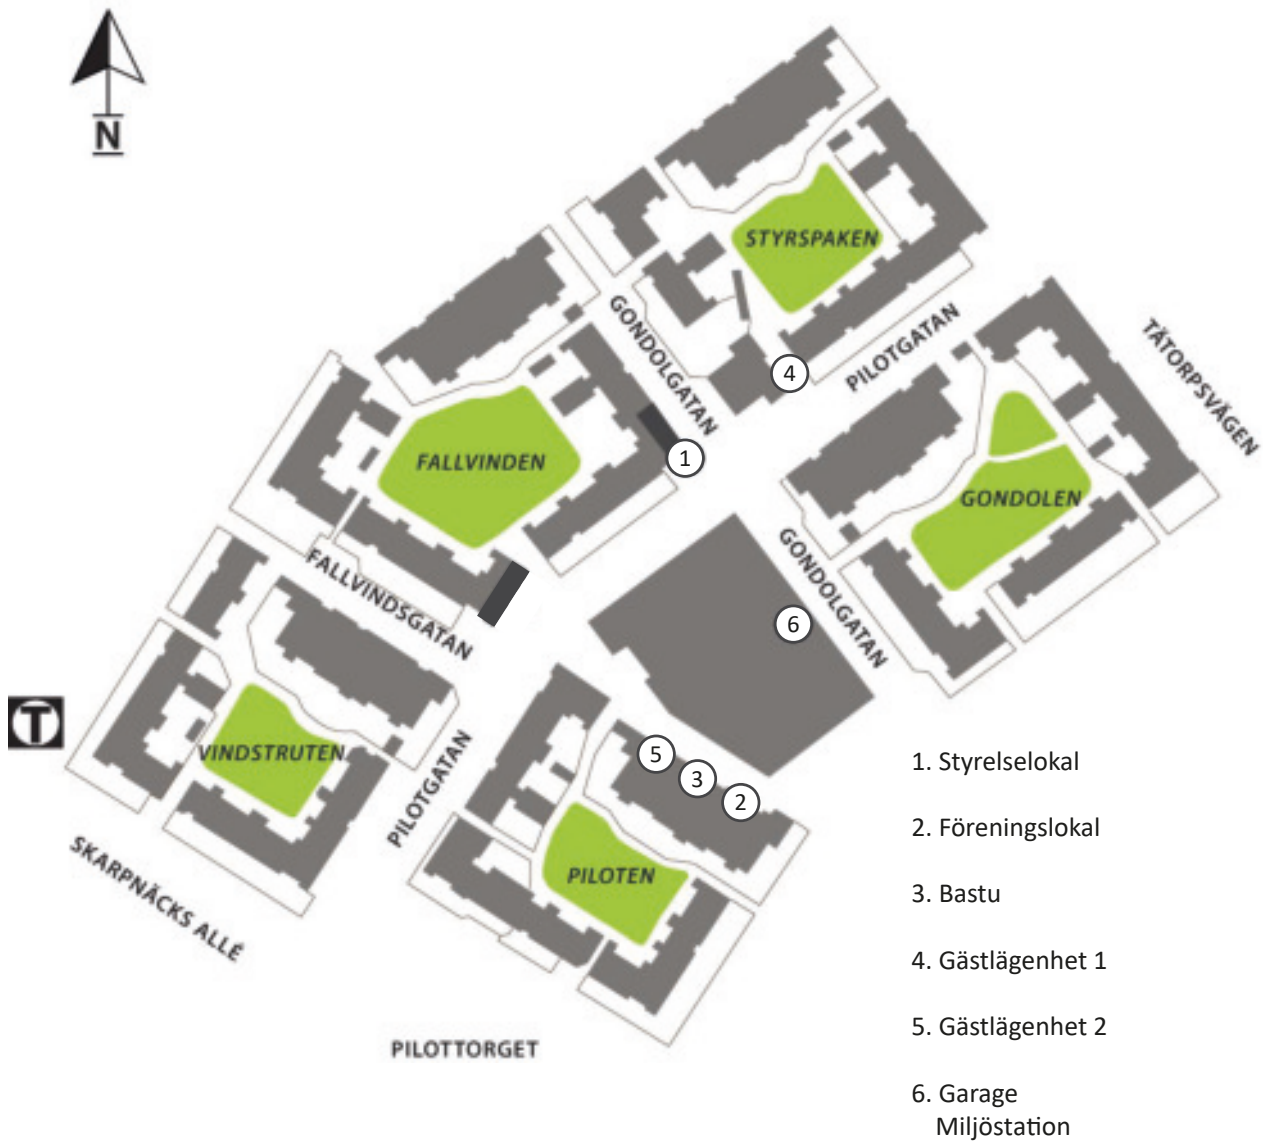 N
STYRSPAKEN
GONDOLGATAN
PILOTGATAN
TÄTORPSVÄGEN
4
FALLVINDEN
1
GONDOLEN
GONDOLGATAN
FALLVINDSGATAN
6
T
VINDSTRUTEN
PILOTGATAN
5
3
2
SKARPNÄCKS ALLÉ
PILOTEN
PILOTTORGET
1. Styrelselokal
2. Föreningslokal
3. Bastu
4. Gästlägenhet 1
5. Gästlägenhet 2
6. Garage
Miljöstation